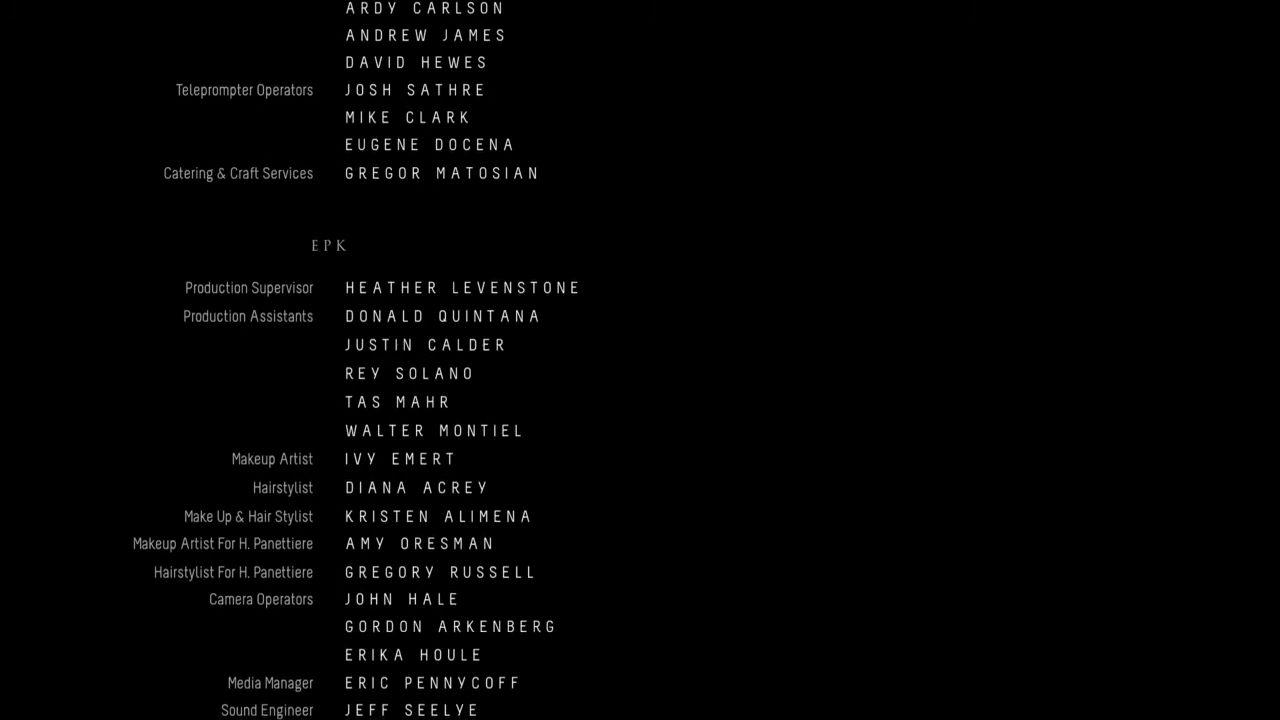 ARDY CARLSON
ANDREW JAMES
DAVID HEWES
Teleprompter Operators JOSH SATHRE
MIKE CLARK
EUGENE DOCENA
Catering & Craft Services GREGOR MATOSIAN
EPK
Production Supervisor HEATHER LEVENSTONE
Production Assistants DONALD QUINTANA
JUSTIN CALDER
REY SOLANO
TAS MAHR
WALTER MONTIEL
Makeup Artist IVY EMERT
Hairstylist DIANA ACREY
Make Up & Hair Stylist KRISTEN ALIMENA
Makeup Artist For H. Panettiere AMY ORESMAN
Hairstylist For H. Panettiere GREGORY RUSSELL
Camera Operators JOHN HALE
GORDON ARKENBERG
ERIKA HOULE
Media Manager ERIC PENNYCOFF
Sound Engineer JEFF SEELYE